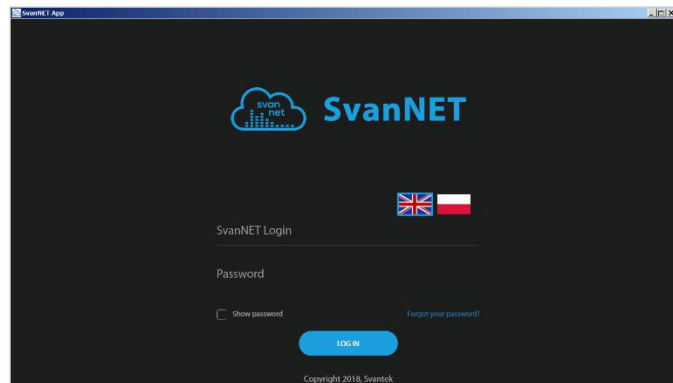 SvanNET App
svan
net
SvanNET
SvanNET Login
Password
Show password
Forgot your password?
LOG IN
Copyright 2018, Svantek